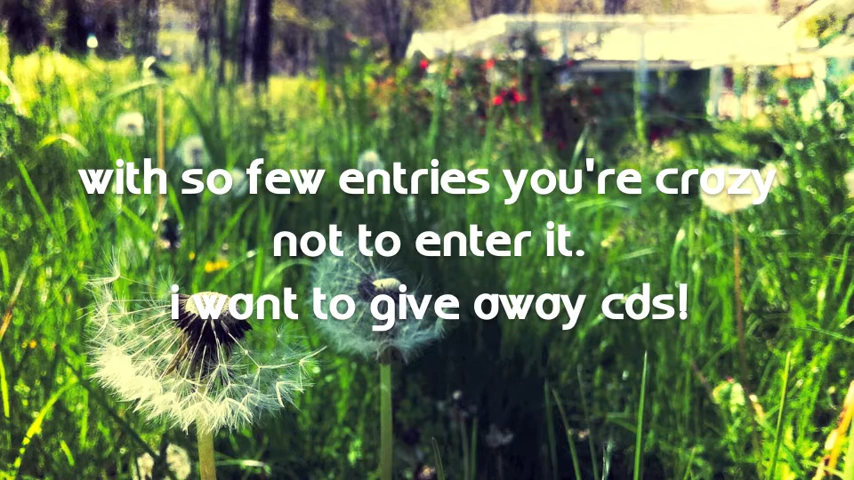 with so few entries you're crazy
not to enter it.
i want to give away cds!